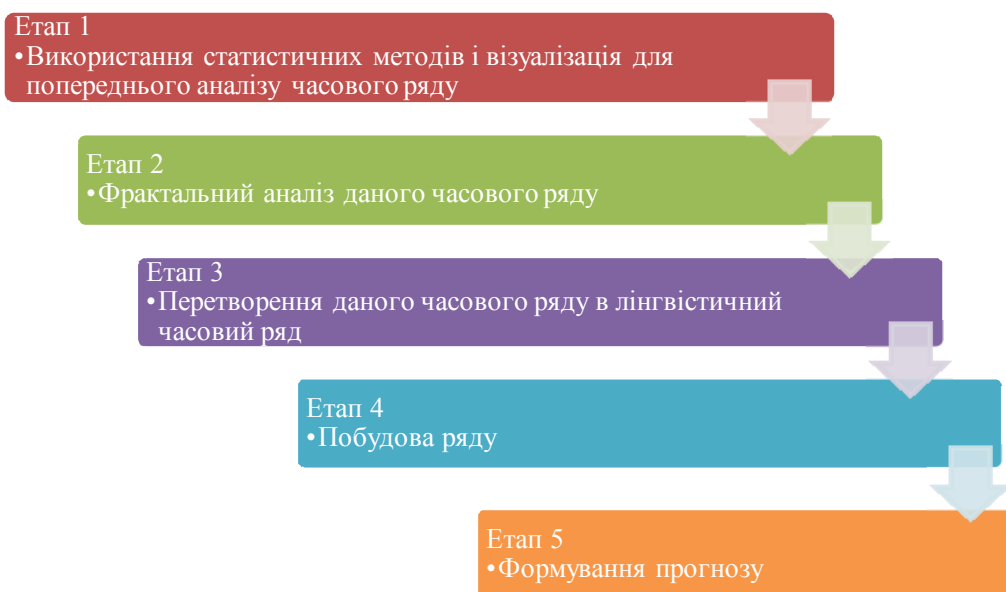 Етап 1
•Використання статистичних методів і візуалізація для
попереднього аналізу часового ряду
Етап 2
•Фрактальний аналіз даного часового ряду
Етап 3
•Перетворення даного часового ряду в лінгвістичний
часовий ряд
Етап 4
•Побудова ряду
Етап 5
•Формування прогнозу